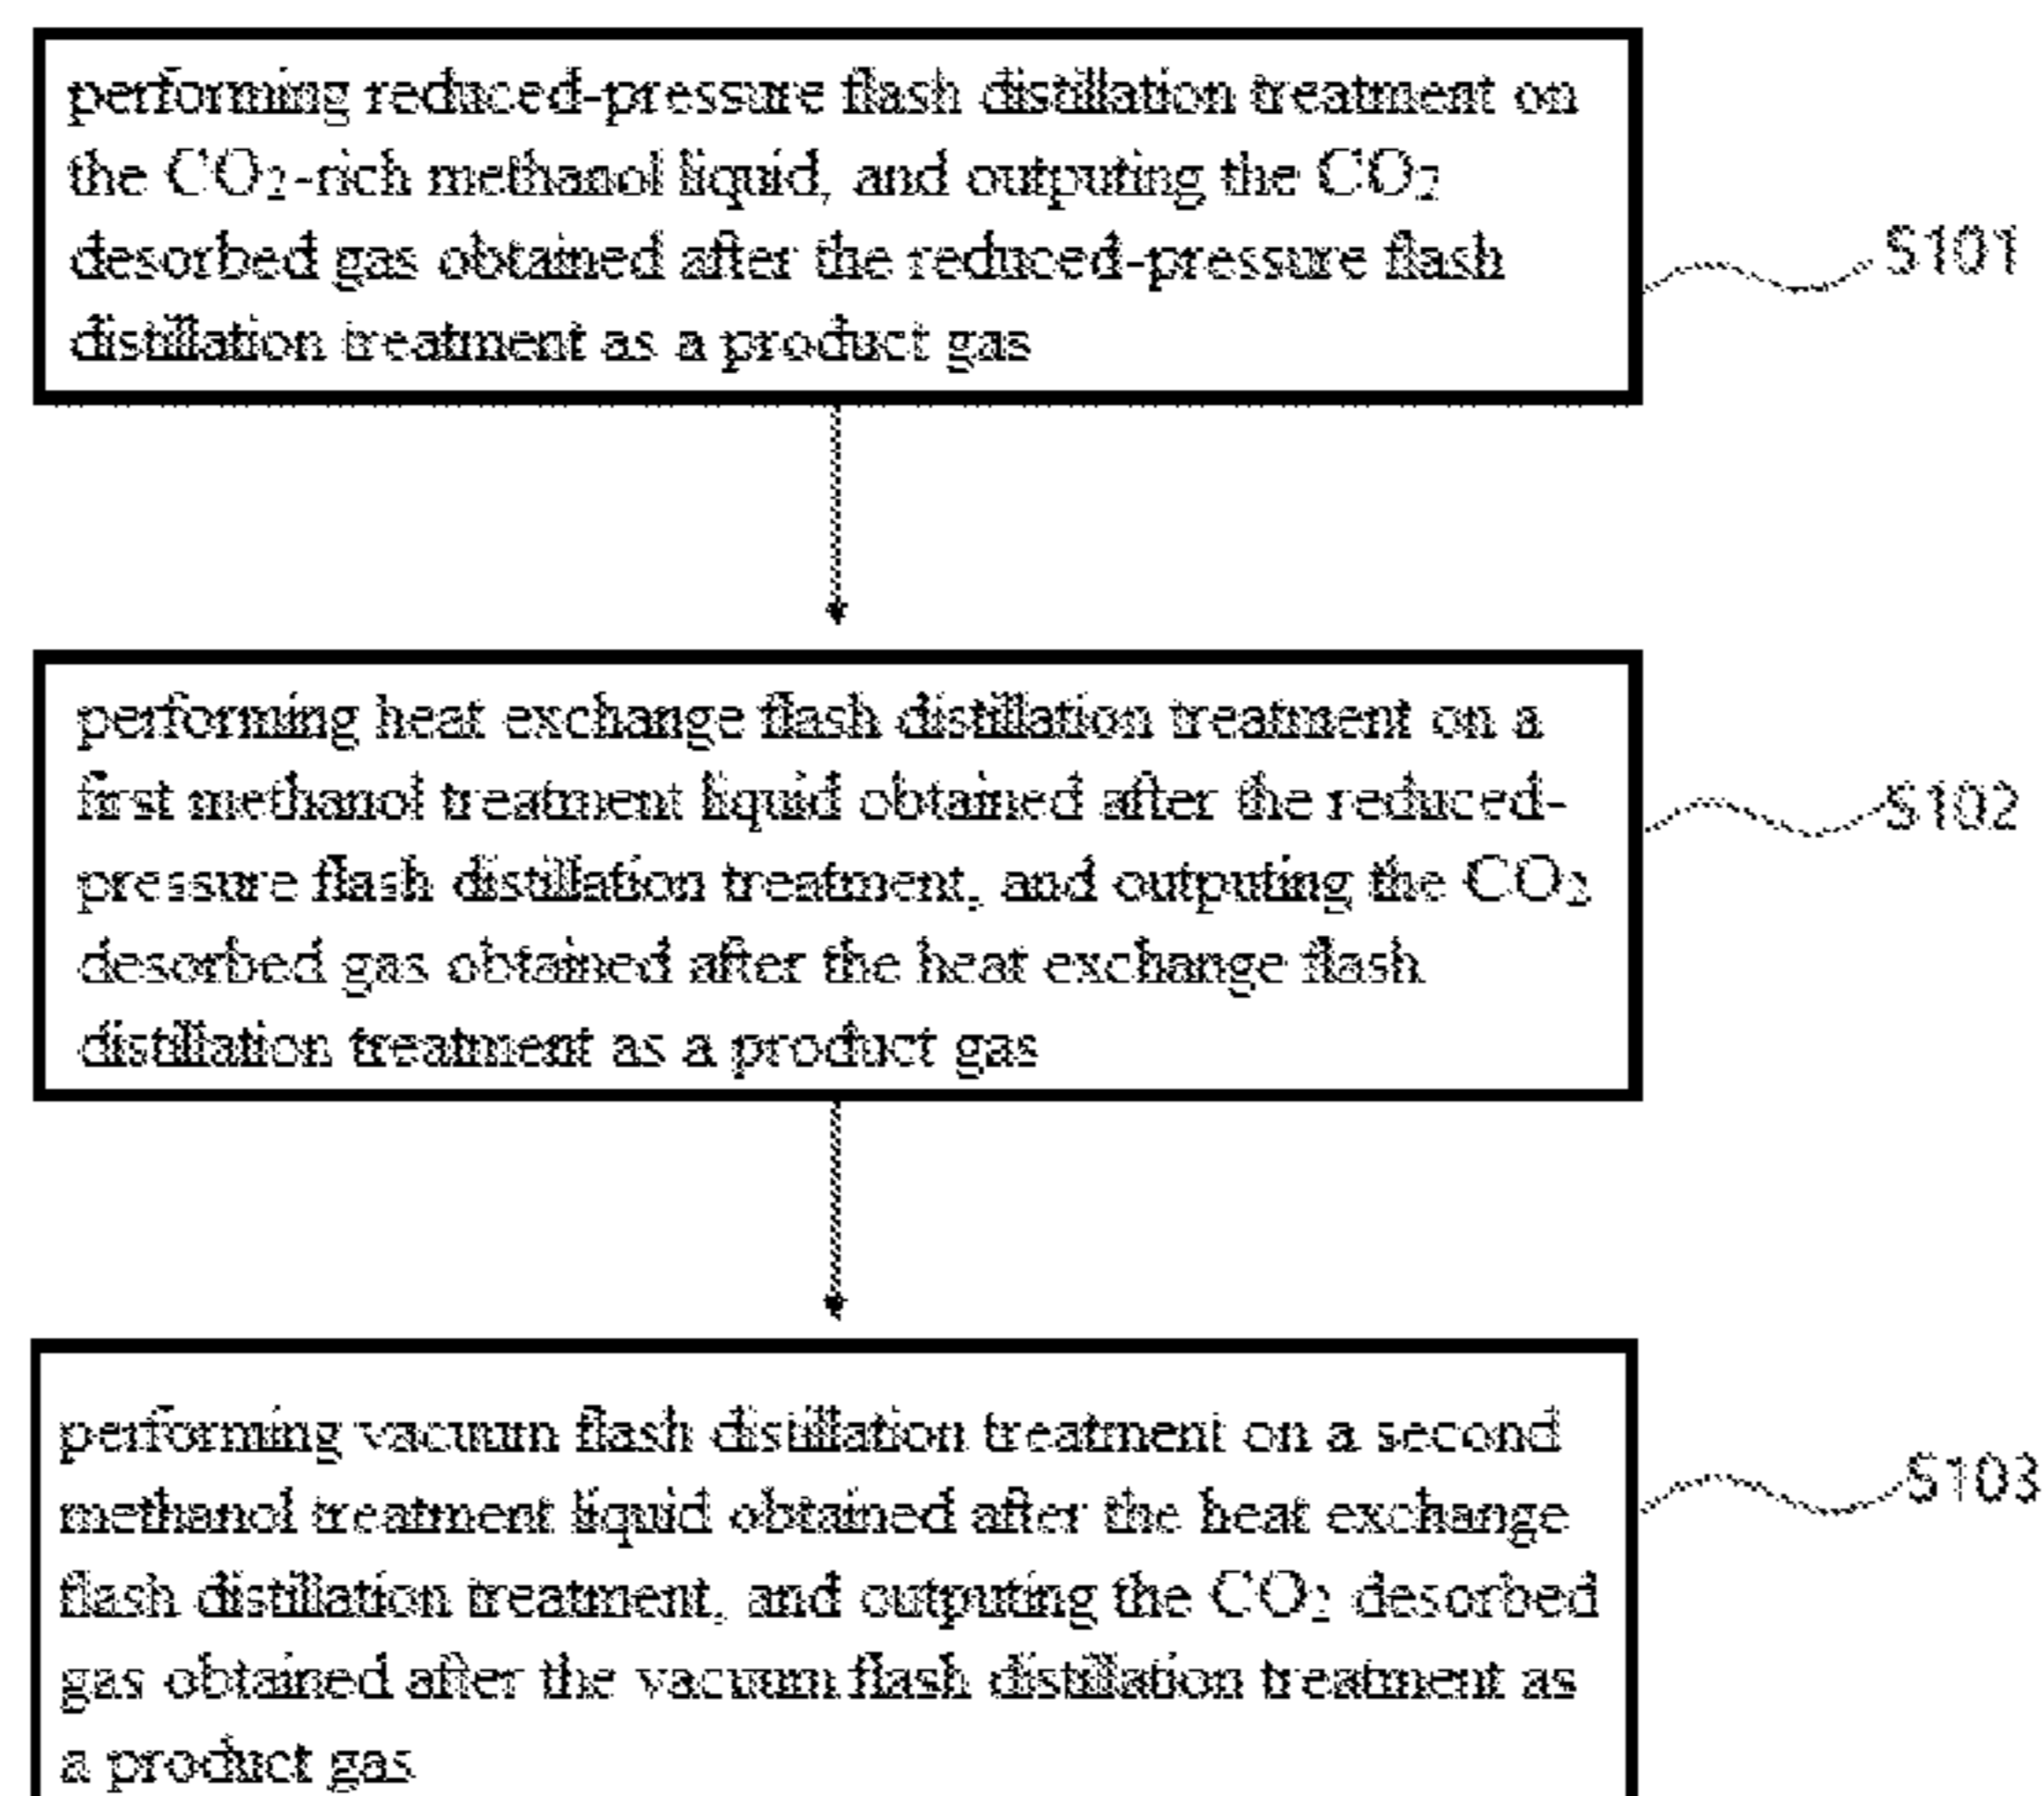 performing reduced-pressure flash distillation treatment on
the CO₂-rich methanol liquid, and outputing the CO₂
desorbed gas obtained after the reduced-pressure flash
distillation treatment as a product gas
S101
performing heat exchange flash distillation treatment on a
first methanol treatment liquid obtained after the reduced-
pressure flash distillation treatment, and outputing the CO₂
desorbed gas obtained after the heat exchange flash
distillation treatment as a product gas
S102
performing vacuum flash distillation treatment on a second
methanol treatment liquid obtained after the heat exchange
flash distillation treatment, and outputing the CO₂ desorbed
gas obtained after the vacuum flash distillation treatment as
a product gas
S103